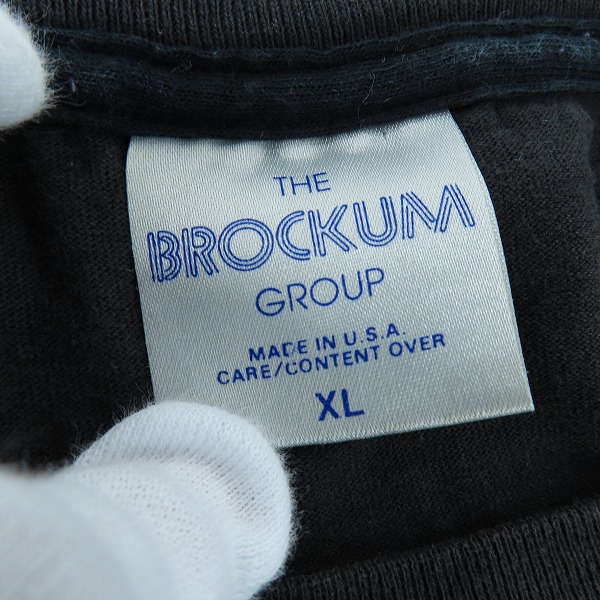 THE
BROCKUM
GROUP
MADE IN U.S.A.
CARE/CONTENT OVER
XL